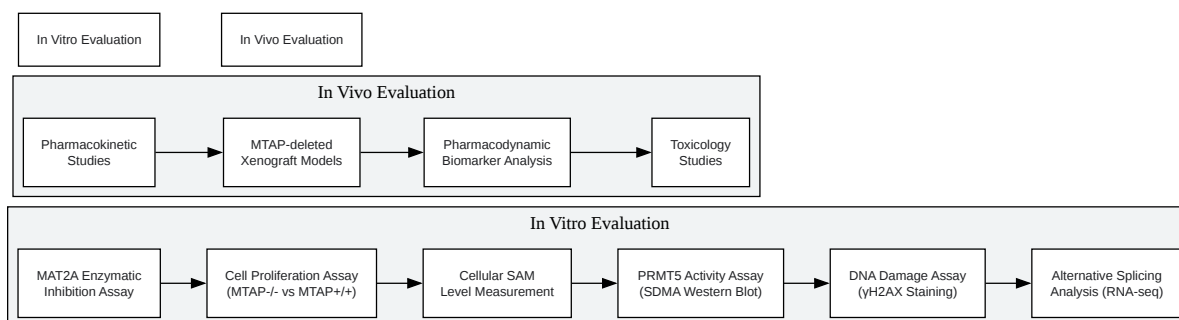 In Vitro Evaluation
In Vivo Evaluation
In Vivo Evaluation
Pharmacokinetic
Studies
MTAP-deleted
Xenograft Models
Pharmacodynamic
Biomarker Analysis
Toxicology
Studies
In Vitro Evaluation
MAT2A Enzymatic
Inhibition Assay
Cell Proliferation Assay
(MTAP-/- vs MTAP+/+)
Cellular SAM
Level Measurement
PRMT5 Activity Assay
(SDMA Western Blot)
DNA Damage Assay
(γH2AX Staining)
Alternative Splicing
Analysis (RNA-seq)